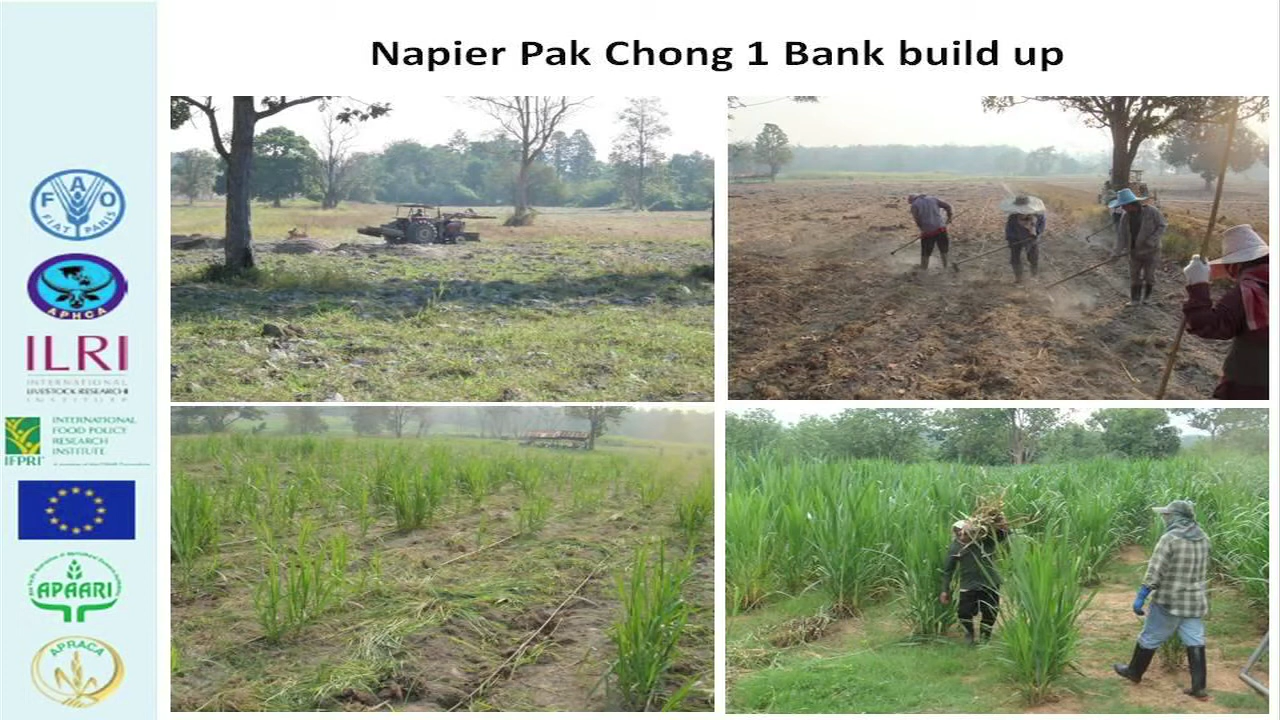 Napier Pak Chong 1 Bank build up
FAO
FIAT PANIS
APHCA
ILRI
INTERNATIONAL
LIVESTOCK RESEARCH
INSTITUTE
IFPRI
INTERNATIONAL
FOOD POLICY
RESEARCH
INSTITUTE
APAARI
APRACA